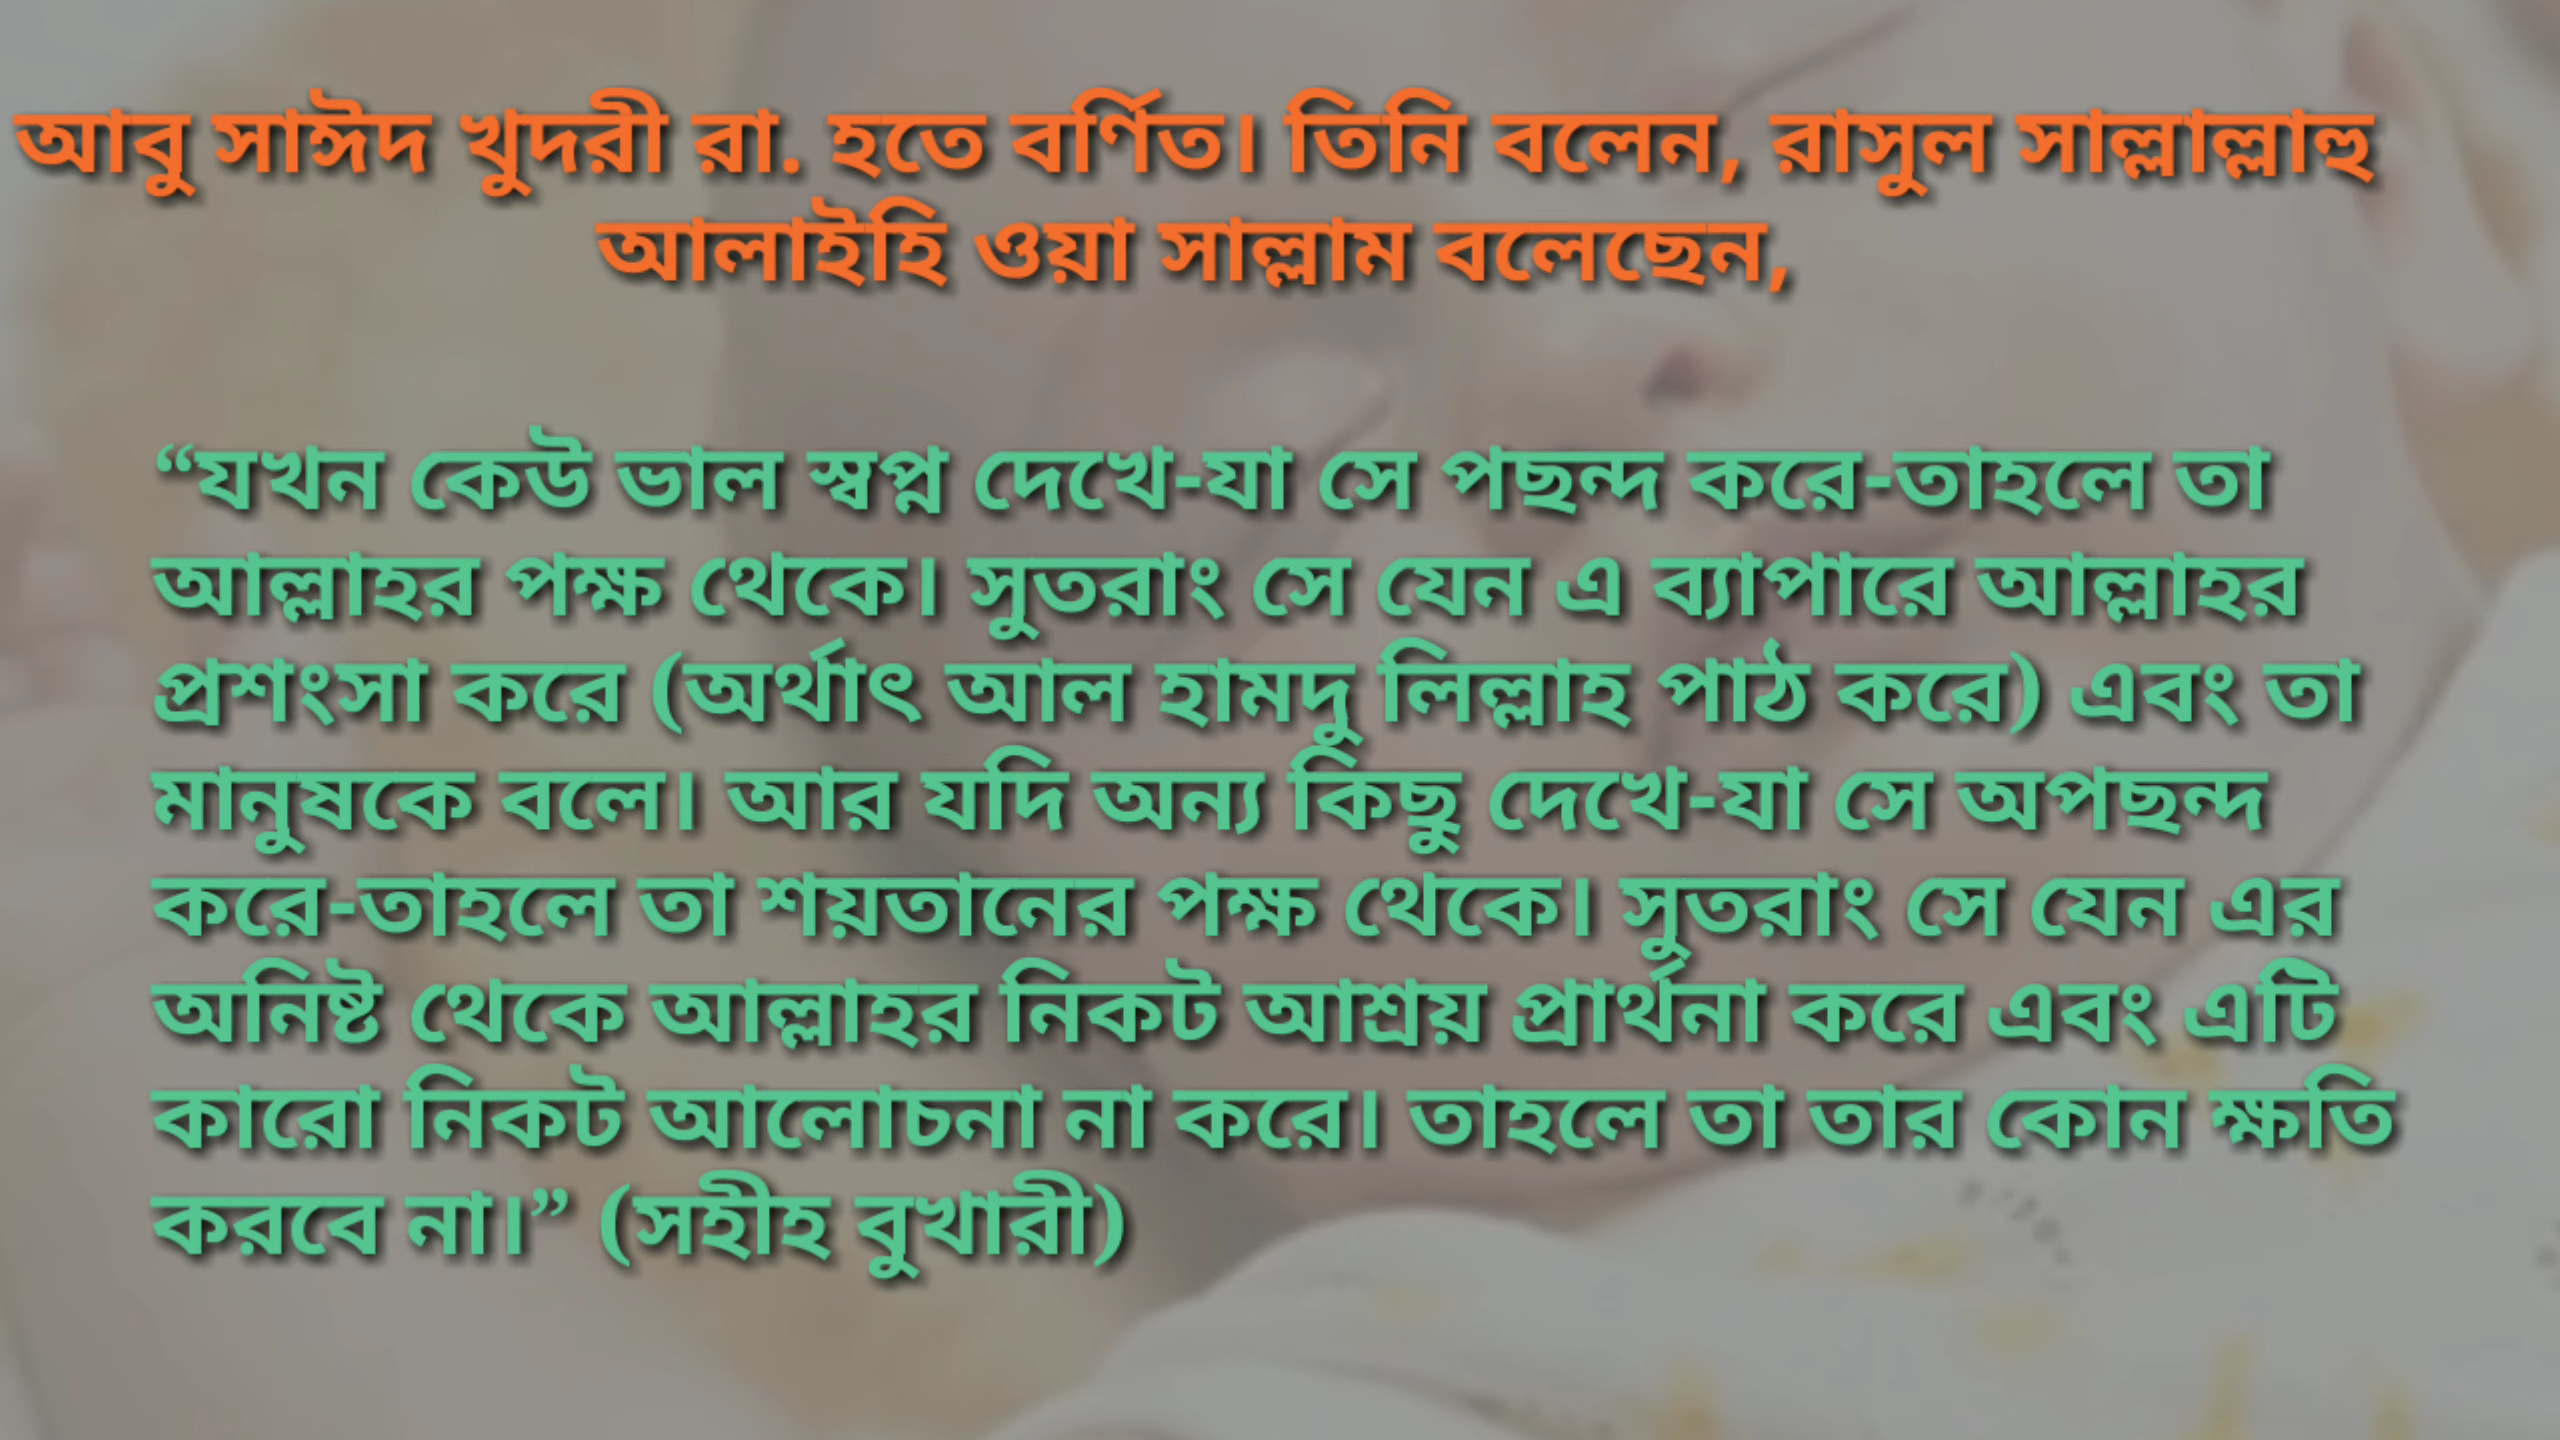 আবু সাঈদ খুদরী রা. হতে বর্ণিত। তিনি বলেন, রাসুল সাল্লাল্লাহু
আলাইহি ওয়া সাল্লাম বলেছেন,
“যখন কেউ ভাল স্বপ্ন দেখে-যা সে পছন্দ করে-তাহলে তা
আল্লাহর পক্ষ থেকে। সুতরাং সে যেন এ ব্যাপারে আল্লাহর
প্রশংসা করে (অর্থাৎ আল হামদু লিল্লাহ পাঠ করে) এবং তা
মানুষকে বলে। আর যদি অন্য কিছু দেখে-যা সে অপছন্দ
করে-তাহলে তা শয়তানের পক্ষ থেকে। সুতরাং সে যেন এর
অনিষ্ট থেকে আল্লাহর নিকট আশ্রয় প্রার্থনা করে এবং এটি
কারো নিকট আলোচনা না করে। তাহলে তা তার কোন ক্ষতি
করবে না।” (সহীহ বুখারী)